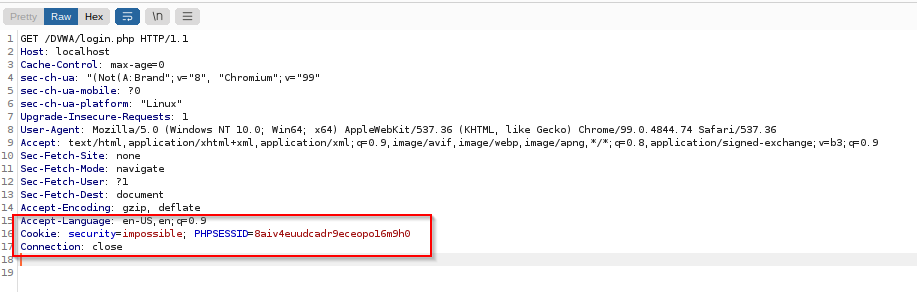 Pretty Raw Hex \n
1 GET /DVWA/login.php HTTP/1.1
2 Host: localhost
3 Cache-Control: max-age=0
4 sec-ch-ua: "(Not(A:Brand";v="8", "Chromium";v="99"
5 sec-ch-ua-mobile: ?0
6 sec-ch-ua-platform: "Linux"
7 Upgrade-Insecure-Requests: 1
8 User-Agent: Mozilla/5.0 (Windows NT 10.0; Win64; x64) AppleWebKit/537.36 (KHTML, like Gecko) Chrome/99.0.4844.74 Safari/537.36
9 Accept: text/html,application/xhtml+xml,application/xml;q=0.9,image/avif,image/webp,image/apng,*/*;q=0.8,application/signed-exchange;v=b3;q=0.9
10 Sec-Fetch-Site: none
11 Sec-Fetch-Mode: navigate
12 Sec-Fetch-User: ?1
13 Sec-Fetch-Dest: document
14 Accept-Encoding: gzip, deflate
15 Accept-Language: en-US,en;q=0.9
16 Cookie: security=impossible; PHPSESSID=8aiv4euudcadr9eceopo16m9h0
17 Connection: close
18
19